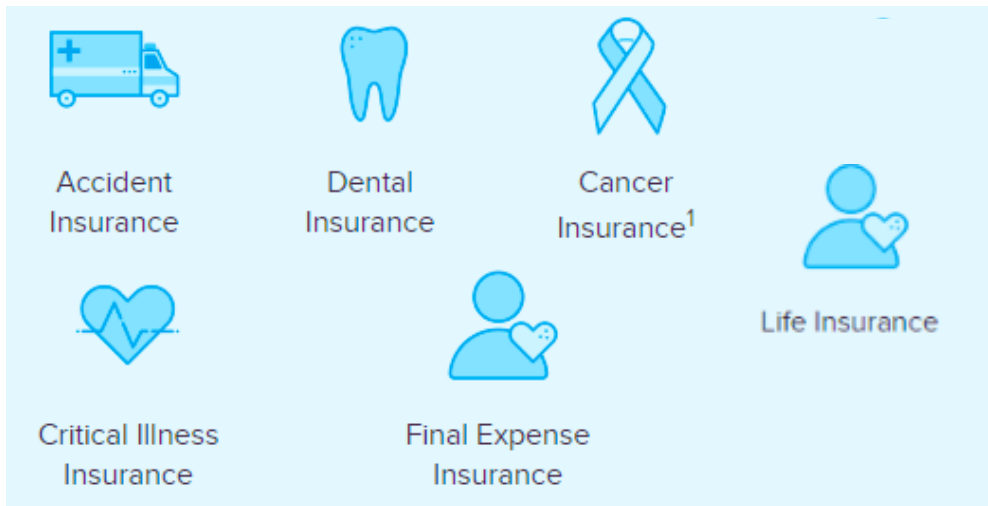 Accident
Insurance
Dental
Insurance
Cancer
Insurance¹
Life Insurance
Critical Illness
Insurance
Final Expense
Insurance